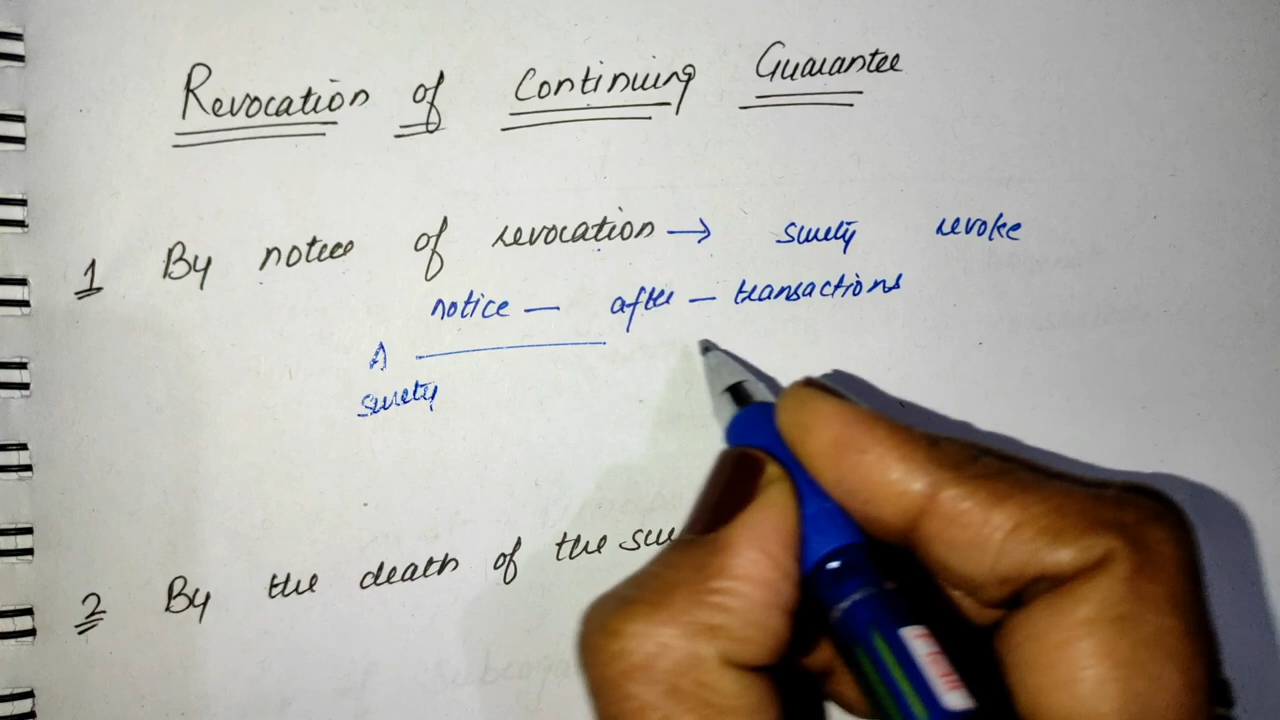 Revocation of Continuing Guarantee
1 By notice of revocation → surety revoke
notice — after — transactions
A
surety
2 By the death of the